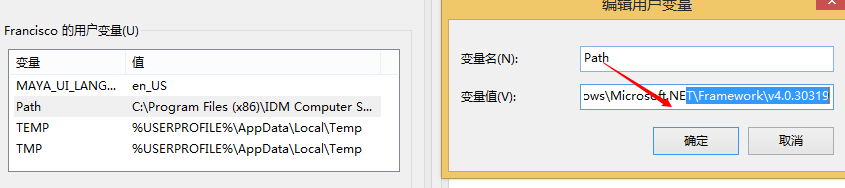 Francisco 的用户变量(U)
变量 值
MAYA_UI_LANG... en_US
Path C:\Program Files (x86)\IDM Computer S...
TEMP %USERPROFILE%\AppData\Local\Temp
TMP %USERPROFILE%\AppData\Local\Temp
编辑用户变量
变量名(N): Path
变量值(V): ows\Microsoft.NET\Framework\v4.0.30319
确定 取消